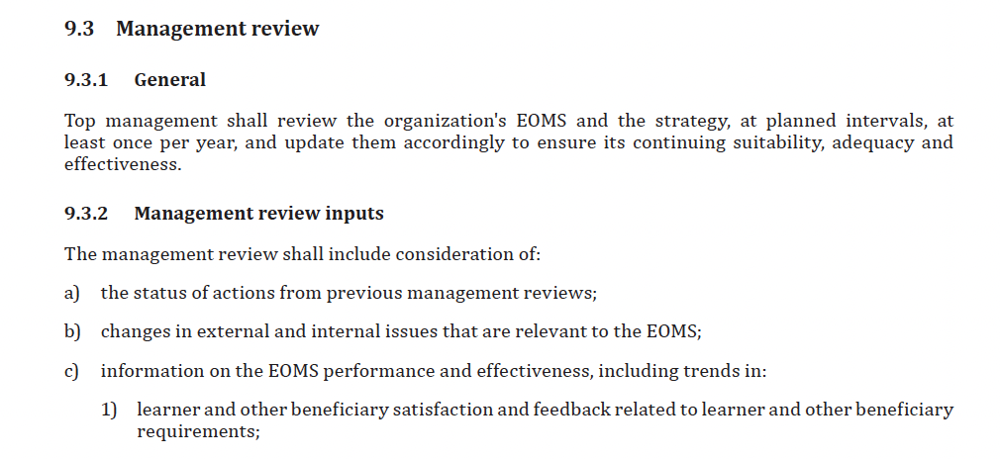 9.3 Management review
9.3.1 General
Top management shall review the organization's EOMS and the strategy, at planned intervals, at
least once per year, and update them accordingly to ensure its continuing suitability, adequacy and
effectiveness.
9.3.2 Management review inputs
The management review shall include consideration of:
a) the status of actions from previous management reviews;
b) changes in external and internal issues that are relevant to the EOMS;
c) information on the EOMS performance and effectiveness, including trends in:
1) learner and other beneficiary satisfaction and feedback related to learner and other beneficiary
requirements;